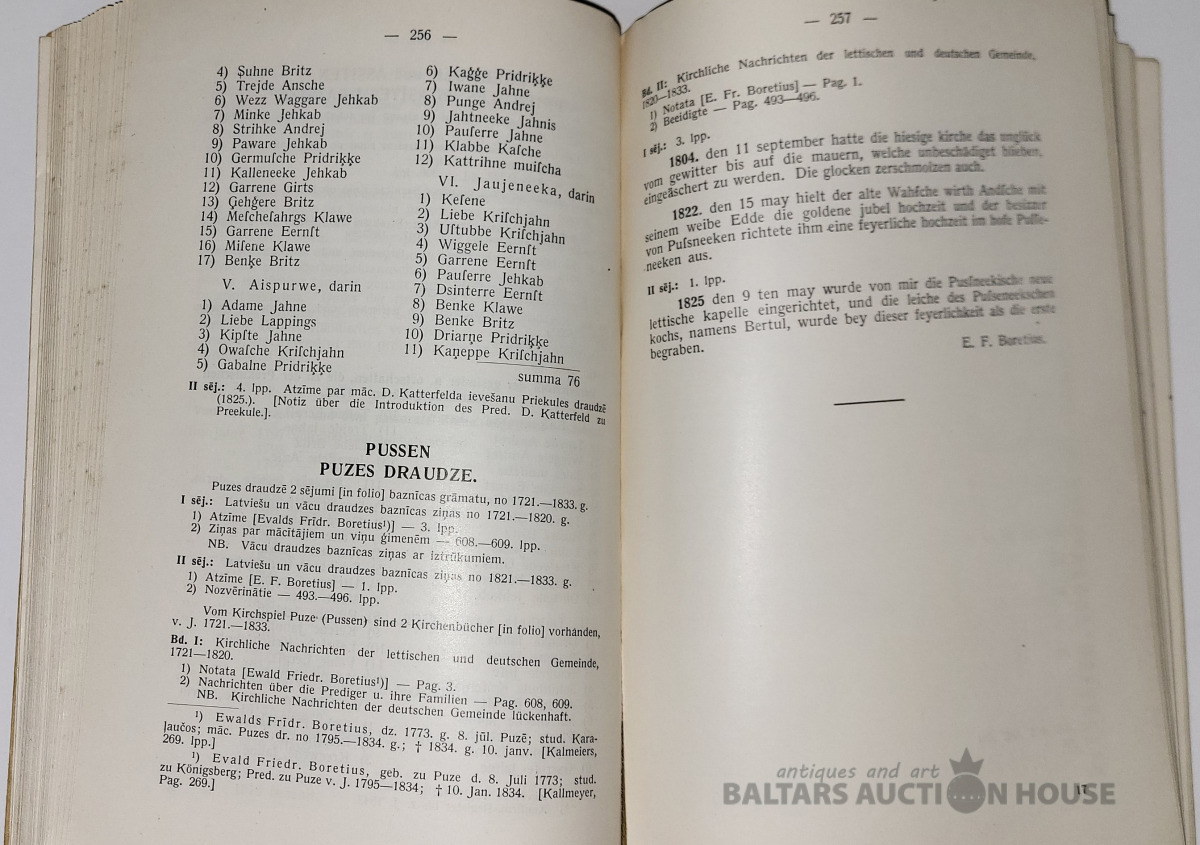 — 256 —
4) Suhne Britz
5) Trejde Ansche
6) Wezz Waggare Jehkab
7) Minke Jehkab
8) Strihke Andrej
9) Paware Jehkab
10) Germuſche Pridriķķe
11) Kalleneeke Jehkab
12) Garrene Girts
13) Ģehģere Britz
14) Meſcheſahrgs Klawe
15) Garrene Eernſt
16) Miſene Klawe
17) Benķe Britz
V. Aispurwe, darin
1) Adame Jahne
2) Liebe Lappings
3) Kipſte Jahne
4) Owaſche Kriſchjahn
5) Gabalne Pridriķķe
6) Kaģģe Pridriķķe
7) Iwane Jahne
8) Punge Andrej
9) Jahtneeke Jahnis
10) Pauſerre Jahne
11) Klabbe Kaſche
12) Kattrihne muiſcha
VI. Jaujeneeka, darin
1) Keſene
2) Liebe Kriſchjahn
3) Uſtubbe Kriſchjahn
4) Wiggele Eernſt
5) Garrene Eernſt
6) Pauſerre Jehkab
7) Dsinterre Eernſt
8) Benke Klawe
9) Benke Britz
10) Driarņe Pridriķķe
11) Kaņeppe Kriſchjahn
summa 76
II sēj.: 4. lpp. Atzīme par māc. D. Katterfelda ievešanu Priekules draudzē
(1825.). [Notiz über die Introduktion des Pred. D. Katterfeld zu
Preekule.].
PUSSEN
PUZES DRAUDZE.
Puzes draudzē 2 sējumi [in folio] baznīcas grāmatu, no 1721.—1833. g.
I sēj.: Latviešu un vācu draudzes baznīcas ziņas no 1721.—1820. g.
1) Atzīme [Evalds Frīdr. Boretius¹)] — 3. lpp.
2) Ziņas par mācītājiem un viņu ģimenēm — 608.—609. lpp.
NB. Vācu draudzes baznīcas ziņas ar iztrūkumiem.
II sēj.: Latviešu un vācu draudzes baznīcas ziņas no 1821.—1833. g.
1) Atzīme [E. F. Boretius] — 1. lpp.
2) Nozvērinātie — 493.—496. lpp.
Vom Kirchspiel Puze (Pussen) sind 2 Kirchenbücher [in folio] vorhanden,
v. J. 1721.—1833.
Bd. I: Kirchliche Nachrichten der lettischen und deutschen Gemeinde,
1721—1820.
1) Notata [Ewald Friedr. Boretius¹)] — Pag. 3.
2) Nachrichten über die Prediger u. ihre Familien — Pag. 608, 609.
NB. Kirchliche Nachrichten der deutschen Gemeinde lückenhaft.
¹) Ewalds Frīdr. Boretius, dz. 1773. g. 8. jūl. Puzē; stud. Kara-
ļaučos; māc. Puzes dr. no 1795.—1834. g.; † 1834. g. 10. janv. [Kalmeiers,
269. lpp.]
¹) Evald Friedr. Boretius, geb. zu Puze d. 8. Juli 1773; stud.
zu Königsberg; Pred. zu Puze v. J. 1795—1834; † 10. Jan. 1834. [Kallmeyer,
Pag. 269.]
— 257 —
Bd. II: Kirchliche Nachrichten der lettischen und deutschen Gemeinde,
1820—1833.
1) Notata [E. Fr. Boretius] — Pag. 1.
2) Beeidigte — Pag. 493—496.
I sēj.: 3. lpp.
1804. den 11 september hatte die hiesige kirche das unglück
vom gewitter bis auf die mauern, welche unbeschädiget blieben,
eingeäschert zu werden. Die glocken zerschmolzen auch.
1822. den 15 may hielt der alte Wahſche wirth Andſche mit
seinem weibe Edde die goldene jubel hochzeit und der besitzer
von Puſsneeken richtete ihm eine feyerliche hochzeit im hofe Puſſe-
neeken aus.
II sēj.: 1. lpp.
1825 den 9 ten may wurde von mir die Puſſneekische neue
lettische kapelle eingerichtet, und die leiche des Puſseneekschen
kochs, namens Bertul, wurde bey dieser feyerlichkeit als die erste
begraben.
E. F. Boretius.
17
antiques and art
BALTARS AUCTION HOUSE